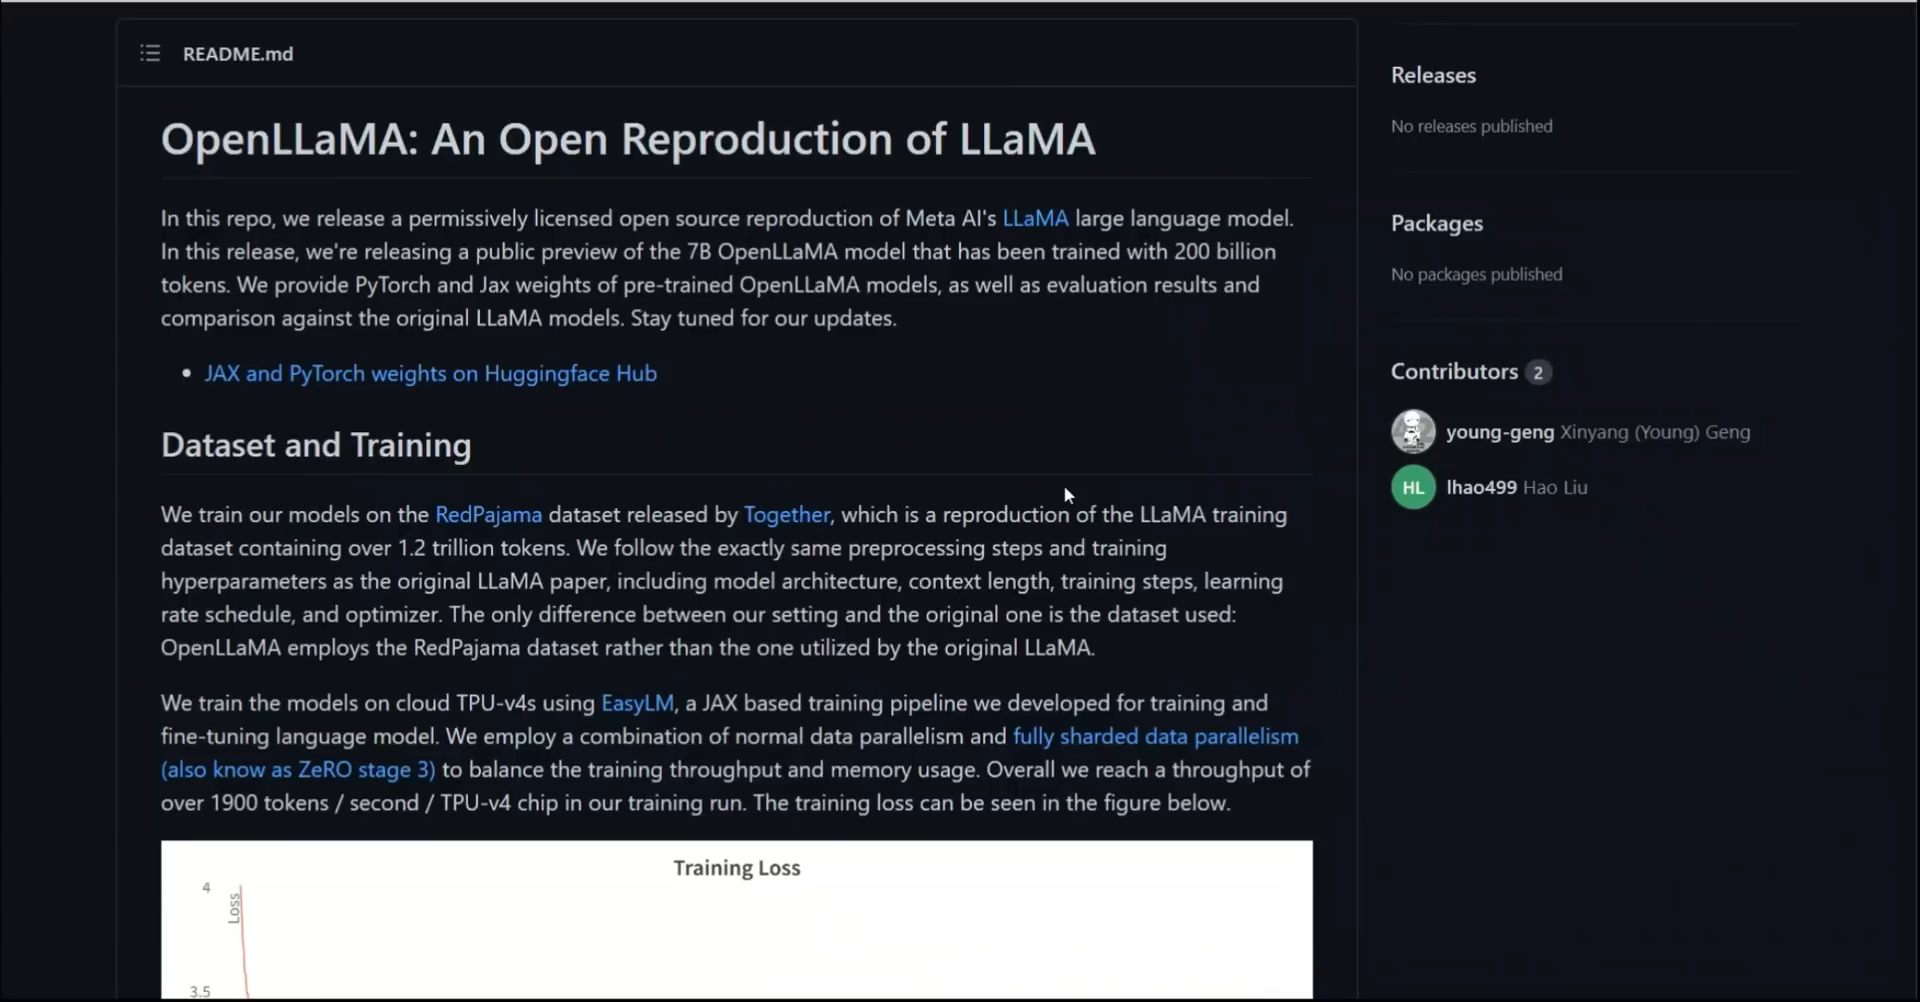 README.md
OpenLLaMA: An Open Reproduction of LLaMA
In this repo, we release a permissively licensed open source reproduction of Meta AI's LLaMA large language model.
In this release, we're releasing a public preview of the 7B OpenLLaMA model that has been trained with 200 billion
tokens. We provide PyTorch and Jax weights of pre-trained OpenLLaMA models, as well as evaluation results and
comparison against the original LLaMA models. Stay tuned for our updates.
• JAX and PyTorch weights on Huggingface Hub
Dataset and Training
We train our models on the RedPajama dataset released by Together, which is a reproduction of the LLaMA training
dataset containing over 1.2 trillion tokens. We follow the exactly same preprocessing steps and training
hyperparameters as the original LLaMA paper, including model architecture, context length, training steps, learning
rate schedule, and optimizer. The only difference between our setting and the original one is the dataset used:
OpenLLaMA employs the RedPajama dataset rather than the one utilized by the original LLaMA.
We train the models on cloud TPU-v4s using EasyLM, a JAX based training pipeline we developed for training and
fine-tuning language model. We employ a combination of normal data parallelism and fully sharded data parallelism
(also know as ZeRO stage 3) to balance the training throughput and memory usage. Overall we reach a throughput of
over 1900 tokens / second / TPU-v4 chip in our training run. The training loss can be seen in the figure below.
Training Loss
4
Loss
3.5
Releases
No releases published
Packages
No packages published
Contributors 2
young-geng Xinyang (Young) Geng
HL lhao499 Hao Liu